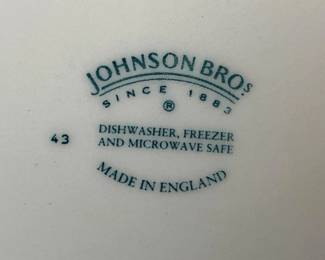 JOHNSON BROS.
SINCE 1883
®
43
DISHWASHER, FREEZER
AND MICROWAVE SAFE
MADE IN ENGLAND